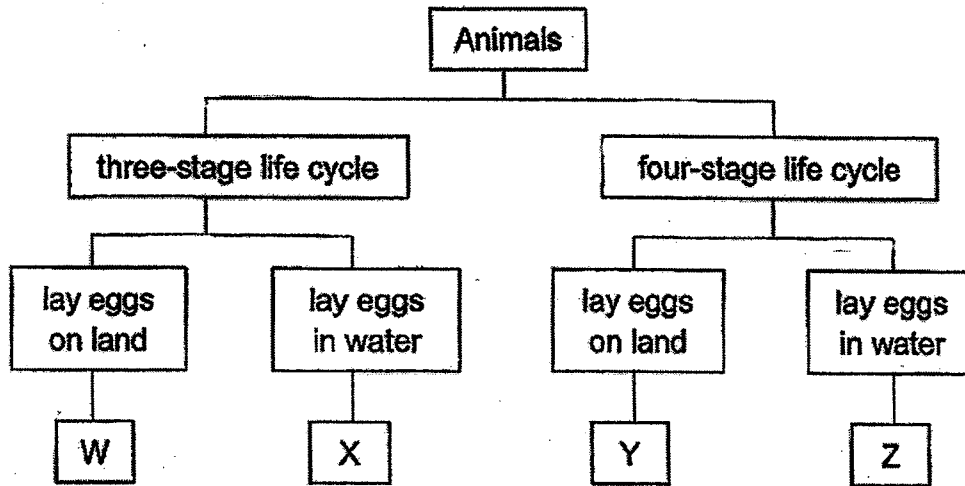 Animals
three-stage life cycle
four-stage life cycle
lay eggs
on land
lay eggs
in water
lay eggs
on land
lay eggs
in water
W
X
Y
Z